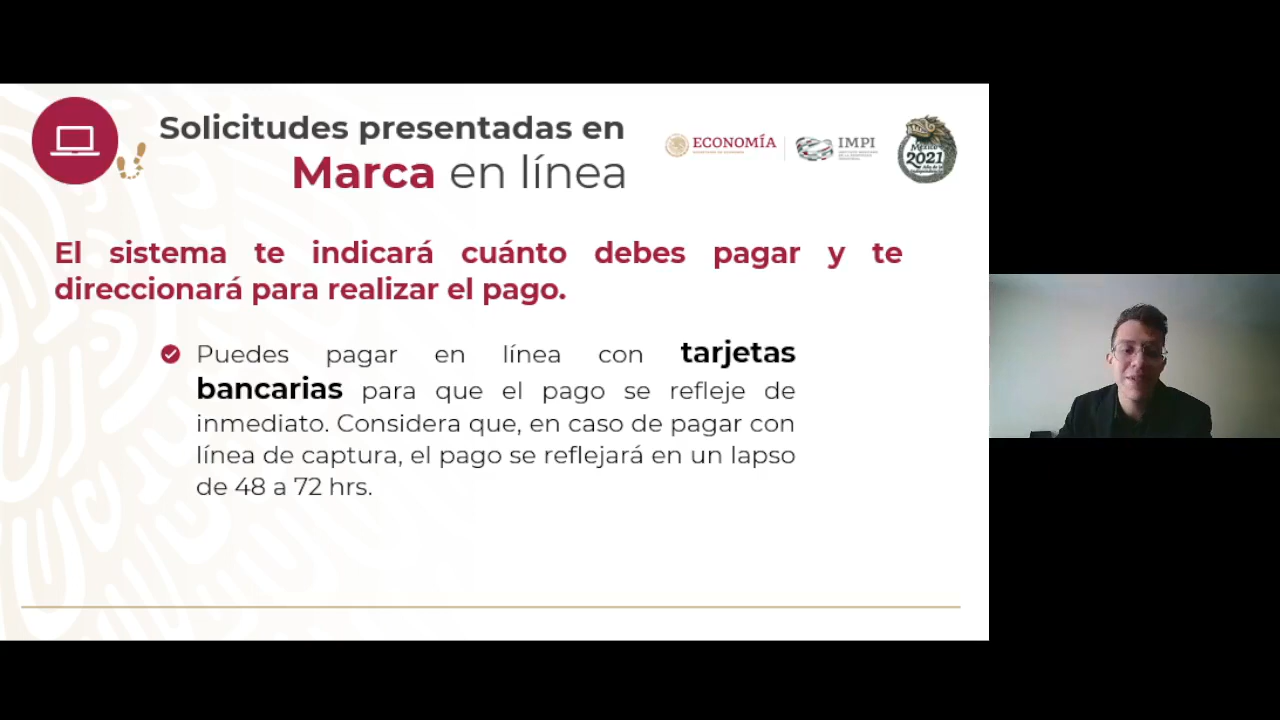 Solicitudes presentadas en
Marca en línea
ECONOMÍA
IMPI
México
2021
El sistema te indicará cuánto debes pagar y te
direccionará para realizar el pago.
Puedes pagar en línea con tarjetas
bancarias para que el pago se refleje de
inmediato. Considera que, en caso de pagar con
línea de captura, el pago se reflejará en un lapso
de 48 a 72 hrs.